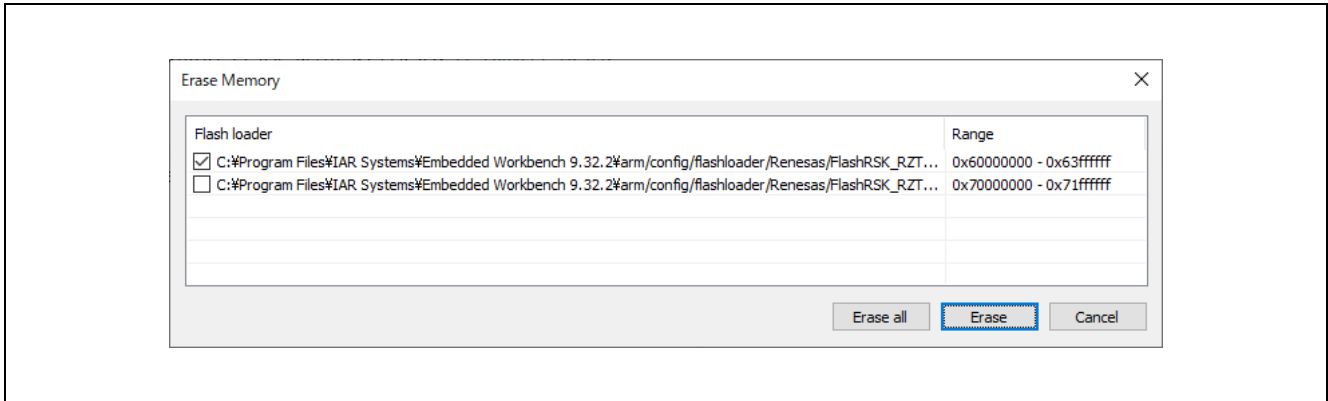 Erase Memory
Flash loader Range
C:¥Program Files¥IAR Systems¥Embedded Workbench 9.32.2¥arm/config/flashloader/Renesas/FlashRSK_RZT... 0x60000000 - 0x63ffffff
C:¥Program Files¥IAR Systems¥Embedded Workbench 9.32.2¥arm/config/flashloader/Renesas/FlashRSK_RZT... 0x70000000 - 0x71ffffff
Erase all Erase Cancel